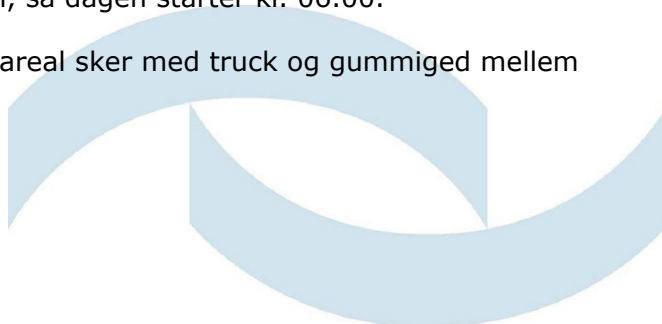 så dagen starter kl. 06.00.
areal sker med truck og gummiged mellem